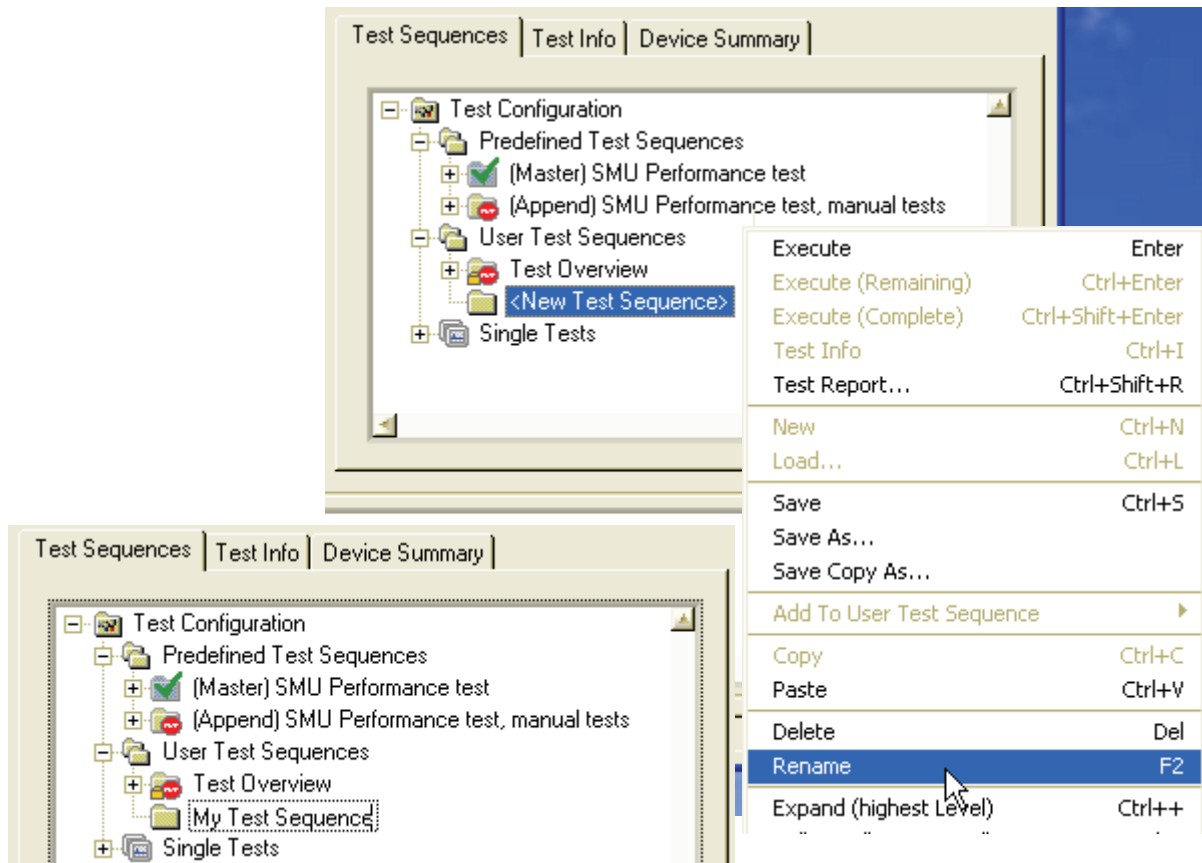 Test Sequences Test Info Device Summary
Test Configuration
Predefined Test Sequences
(Master) SMU Performance test
(Append) SMU Performance test, manual tests
User Test Sequences
Test Overview
<New Test Sequence>
Single Tests
Execute Enter
Execute (Remaining) Ctrl+Enter
Execute (Complete) Ctrl+Shift+Enter
Test Info Ctrl+I
Test Report... Ctrl+Shift+R
New Ctrl+N
Load... Ctrl+L
Save Ctrl+S
Save As...
Save Copy As...
Add To User Test Sequence
Copy Ctrl+C
Paste Ctrl+V
Delete Del
Rename F2
Expand (highest Level) Ctrl++
Test Sequences Test Info Device Summary
Test Configuration
Predefined Test Sequences
(Master) SMU Performance test
(Append) SMU Performance test, manual tests
User Test Sequences
Test Overview
My Test Sequence
Single Tests